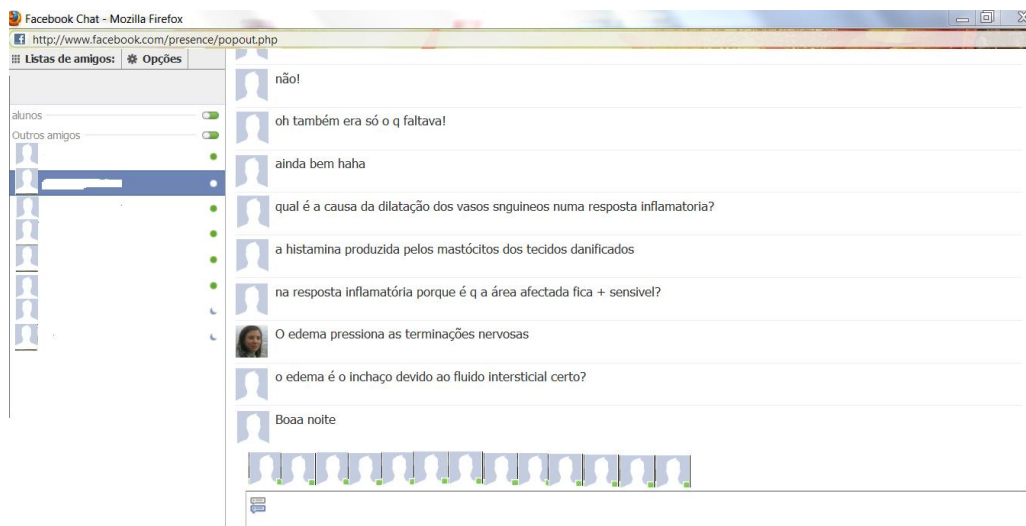 Facebook Chat - Mozilla Firefox
http://www.facebook.com/presence/popout.php
Listas de amigos: Opções
não!
alunos
oh também era só o q faltava!
Outros amigos
ainda bem haha
qual é a causa da dilatação dos vasos snguineos numa resposta inflamatoria?
a histamina produzida pelos mastócitos dos tecidos danificados
na resposta inflamatória porque é q a área afectada fica + sensivel?
O edema pressiona as terminações nervosas
o edema é o inchaço devido ao fluido intersticial certo?
Boaa noite